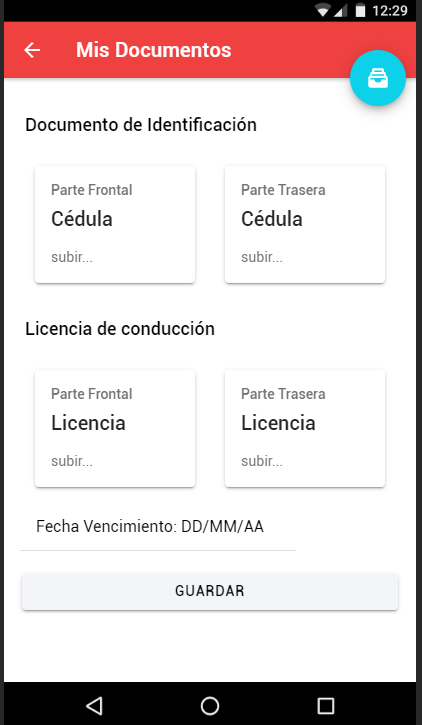 12:29
Mis Documentos
Documento de Identificación
Parte Frontal
Cédula
subir...
Parte Trasera
Cédula
subir...
Licencia de conducción
Parte Frontal
Licencia
subir...
Parte Trasera
Licencia
subir...
Fecha Vencimiento: DD/MM/AA
GUARDAR